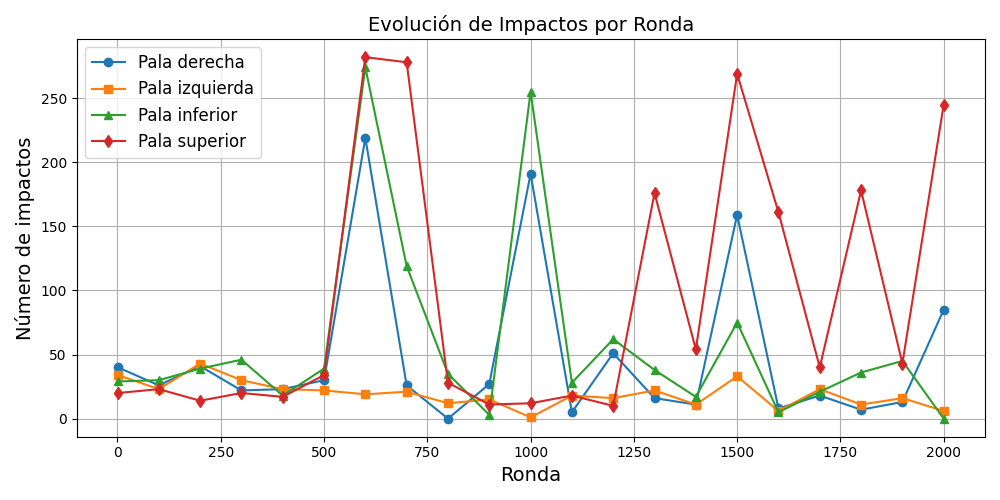 Evolución de Impactos por Ronda
Pala derecha
Pala izquierda
Pala inferior
Pala superior
Número de impactos
250
200
150
100
50
0
0 250 500 750 1000 1250 1500 1750 2000
Ronda